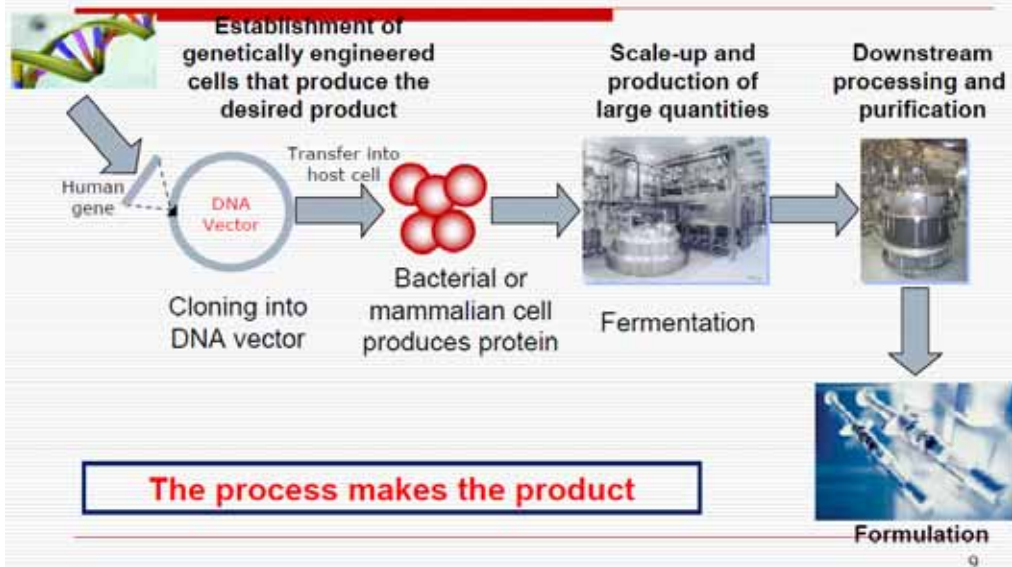 Establishment of
genetically engineered
cells that produce the
desired product
Scale-up and
production of
large quantities
Downstream
processing and
purification
Human
gene
DNA
Vector
Transfer into
host cell
Cloning into
DNA vector
Bacterial or
mammalian cell
produces protein
Fermentation
The process makes the product
Formulation
9